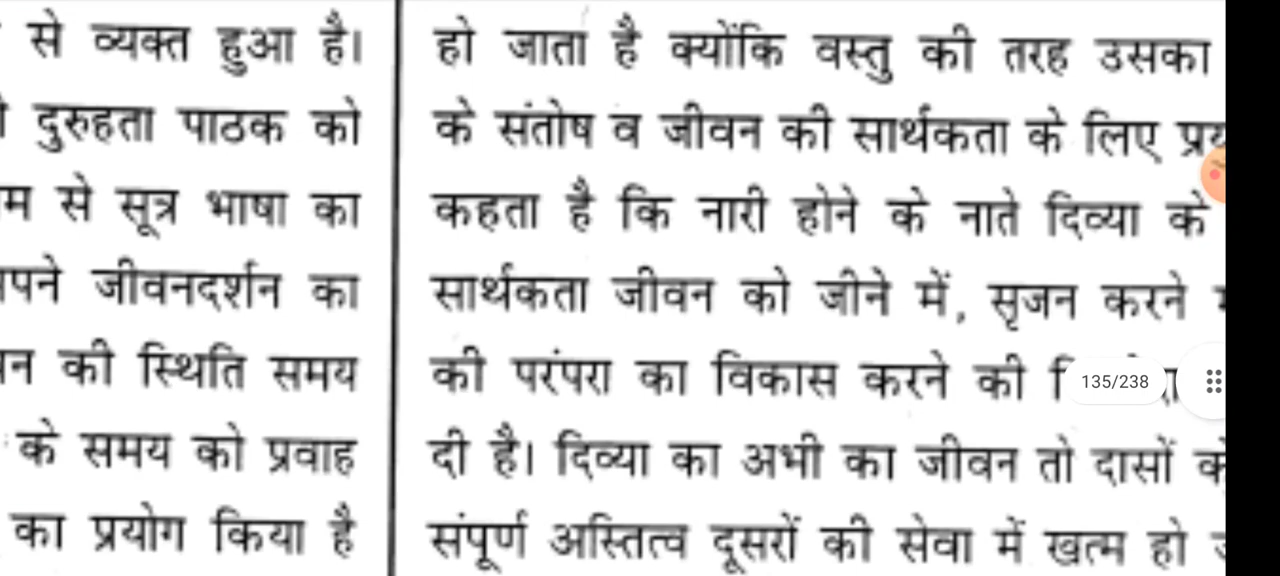 से व्यक्त हुआ है।
दुरुहता पाठक को
से सूत्र भाषा का
जीवनदर्शन का
की स्थिति समय
के समय को प्रवाह
का प्रयोग किया है
हो जाता है क्योंकि वस्तु की तरह उसका
के संतोष व जीवन की सार्थकता के लिए
कहता है कि नारी होने के नाते दिव्या के
सार्थकता जीवन को जीने में, सृजन करने
की परंपरा का विकास करने की
135/238
दी है। दिव्या का अभी का जीवन तो दासों
संपूर्ण अस्तित्व दूसरों की सेवा में खत्म हो